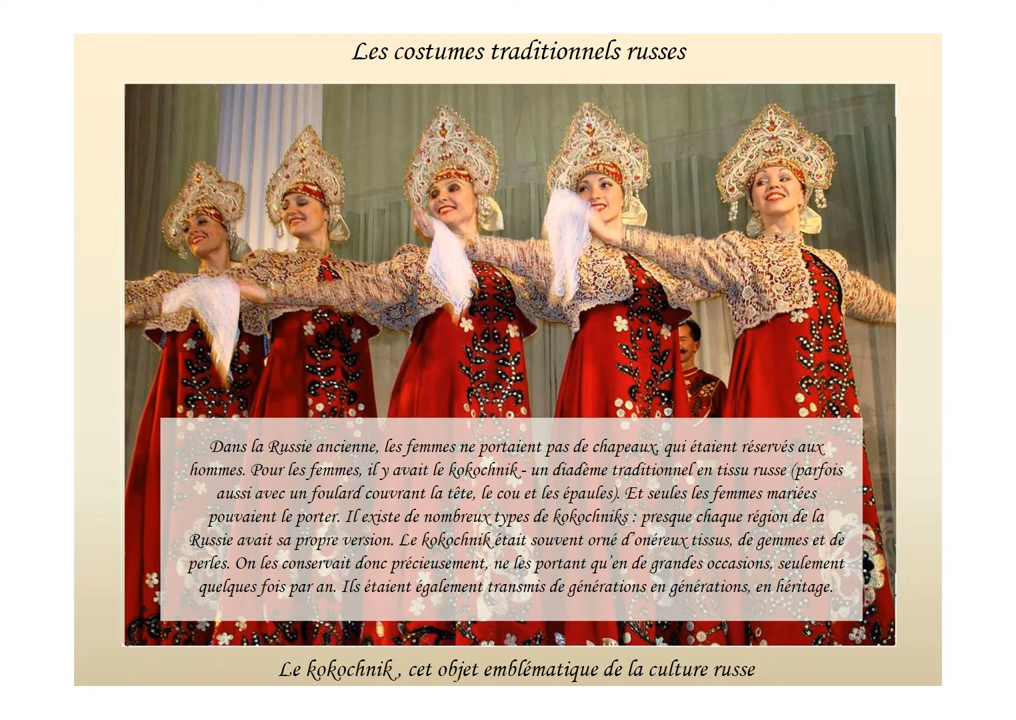 Les costumes traditionnels russes
Dans la Russie ancienne, les femmes ne portaient pas de chapeaux, qui étaient réservés aux
hommes. Pour les femmes, il y avait le kokochnik - un diadème traditionnel en tissu russe (parfois
aussi avec un foulard couvrant la tête, le cou et les épaules). Et seules les femmes mariées
pouvaient le porter. Il existe de nombreux types de kokochniks : presque chaque région de la
Russie avait sa propre version. Le kokochnik était souvent orné d'onéreux tissus, de gemmes et de
perles. On les conservait donc précieusement, ne les portant qu'en de grandes occasions, seulement
quelques fois par an. Ils étaient également transmis de générations en générations, en héritage.
Le kokochnik , cet objet emblématique de la culture russe